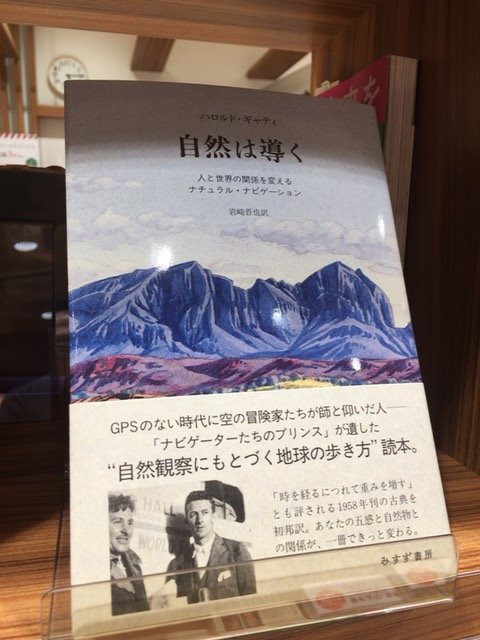 ハロルド・ギャティ
自然は導く
人と世界の関係を変える
ナチュラル・ナビゲーション
岩崎晋也訳
GPSのない時代に空の冒険家たちが師と仰いだ人──
「ナビゲーターたちのプリンス」が遺した
“自然観察にもとづく地球の歩き方”読本。
「時を経るにつれて重みを増す」
とも評される1958年刊の古典を
初邦訳。あなたの五感と自然物と
の関係が、一冊できっと変わる。
みすず書房